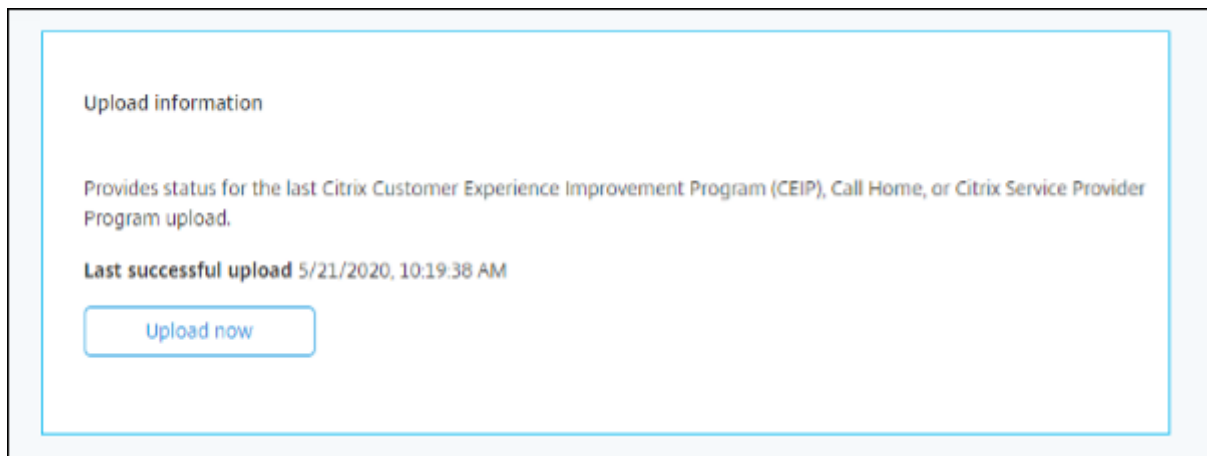 Upload information
Provides status for the last Citrix Customer Experience Improvement Program (CEIP), Call Home, or Citrix Service Provider
Program upload.
Last successful upload 5/21/2020, 10:19:38 AM
Upload now